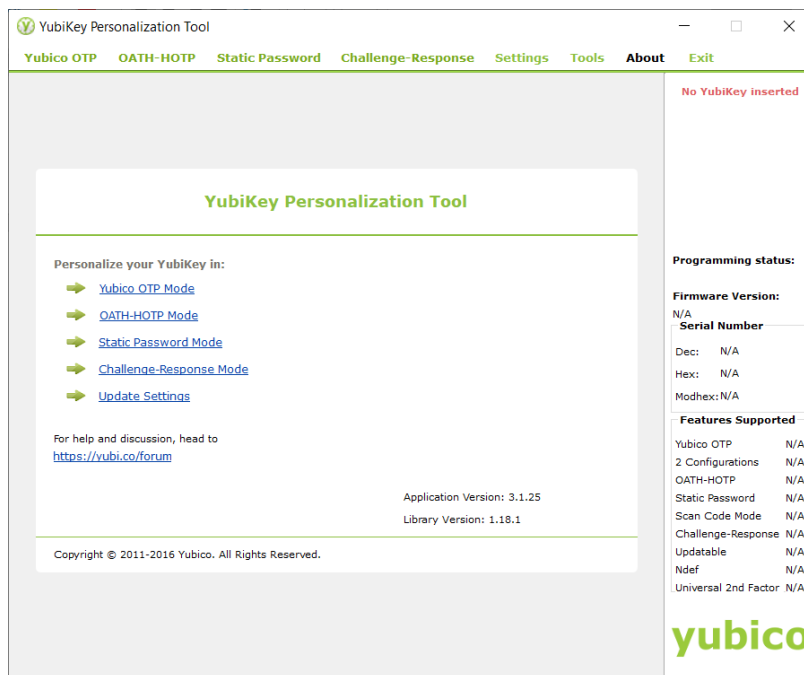 YubiKey Personalization Tool
Yubico OTP OATH-HOTP Static Password Challenge-Response Settings Tools About Exit
No YubiKey inserted
YubiKey Personalization Tool
Personalize your YubiKey in:
Yubico OTP Mode
OATH-HOTP Mode
Static Password Mode
Challenge-Response Mode
Update Settings
For help and discussion, head to
https://yubi.co/forum
Application Version: 3.1.25
Library Version: 1.18.1
Copyright © 2011-2016 Yubico. All Rights Reserved.
Programming status:
Firmware Version:
N/A
Serial Number
Dec: N/A
Hex: N/A
Modhex: N/A
Features Supported
Yubico OTP N/A
2 Configurations N/A
OATH-HOTP N/A
Static Password N/A
Scan Code Mode N/A
Challenge-Response N/A
Updatable N/A
Ndef N/A
Universal 2nd Factor N/A
yubico